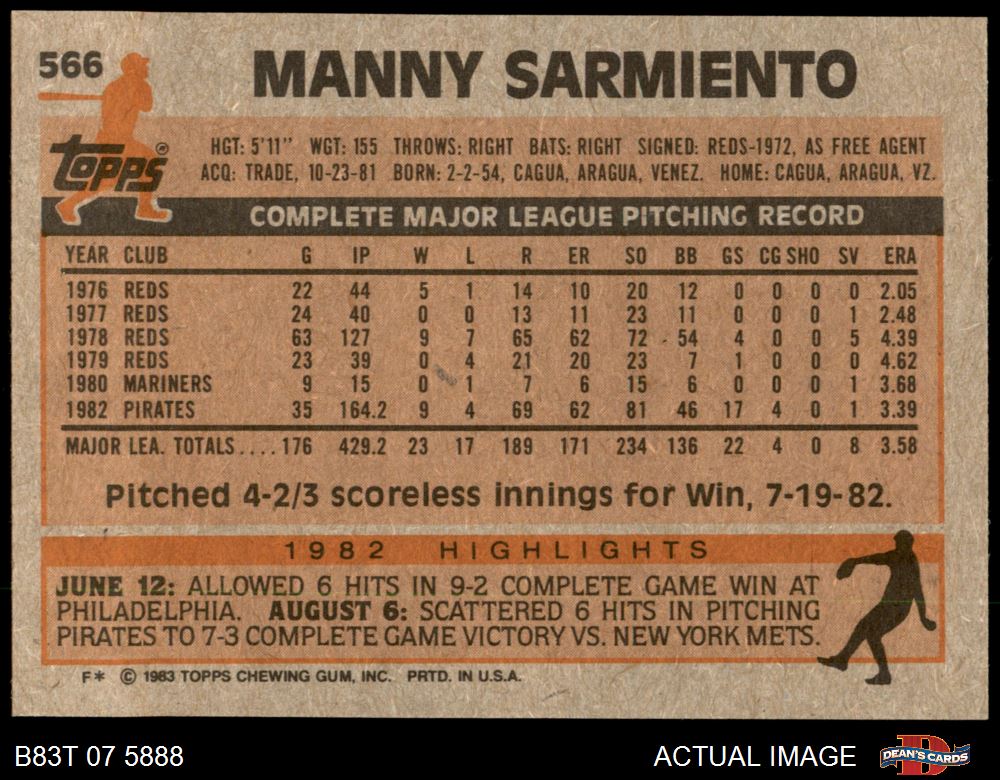 566 MANNY SARMIENTO
Topps®
HGT: 5'11" WGT: 155 THROWS: RIGHT BATS: RIGHT SIGNED: REDS-1972, AS FREE AGENT
ACQ: TRADE, 10-23-81 BORN: 2-2-54, CAGUA, ARAGUA, VENEZ. HOME: CAGUA, ARAGUA, VZ.
COMPLETE MAJOR LEAGUE PITCHING RECORD
YEAR CLUB G IP W L R ER SO BB GS CG SHO SV ERA
1976 REDS 22 44 5 1 14 10 20 12 0 0 0 0 2.05
1977 REDS 24 40 0 0 13 11 23 11 0 0 0 1 2.48
1978 REDS 63 127 9 7 65 62 72 54 4 0 0 5 4.39
1979 REDS 23 39 0 4 21 20 23 7 1 0 0 0 4.62
1980 MARINERS 9 15 0 1 7 6 15 6 0 0 0 1 3.68
1982 PIRATES 35 164.2 9 4 69 62 81 46 17 4 0 1 3.39
MAJOR LEA. TOTALS.... 176 429.2 23 17 189 171 234 136 22 4 0 8 3.58
Pitched 4-2/3 scoreless innings for Win, 7-19-82.
1982 HIGHLIGHTS
JUNE 12: ALLOWED 6 HITS IN 9-2 COMPLETE GAME WIN AT
PHILADELPHIA. AUGUST 6: SCATTERED 6 HITS IN PITCHING
PIRATES TO 7-3 COMPLETE GAME VICTORY VS. NEW YORK METS.
F* © 1983 TOPPS CHEWING GUM, INC. PRTD. IN U.S.A.
B83T 07 5888 ACTUAL IMAGE D DEAN'S CARDS